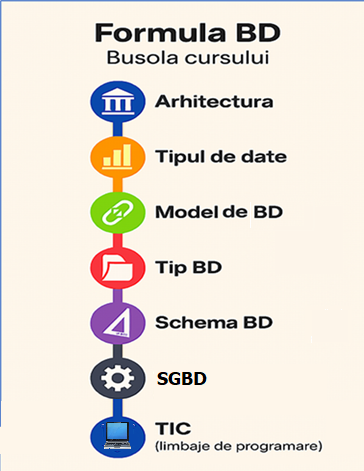 Formula BD
Busola cursului
Arhitectura
Tipul de date
Model de BD
Tip BD
Schema BD
SGBD
TIC
(limbaje de programare)